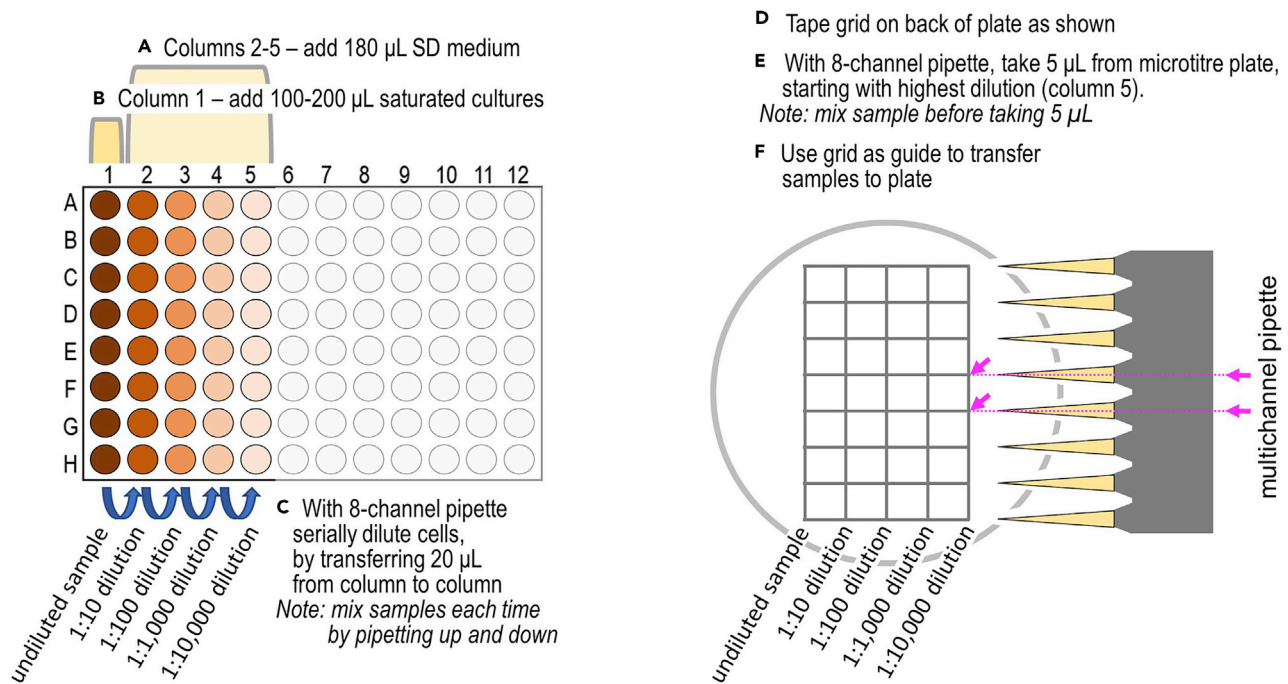 A Columns 2-5 – add 180 µL SD medium
B Column 1 – add 100-200 µL saturated cultures
1 2 3 4 5 6 7 8 9 10 11 12
A
B
C
D
E
F
G
H
undiluted sample
1:10 dilution
1:100 dilution
1:1,000 dilution
1:10,000 dilution
C With 8-channel pipette
serially dilute cells,
by transferring 20 µL
from column to column
Note: mix samples each time
by pipetting up and down
D Tape grid on back of plate as shown
E With 8-channel pipette, take 5 µL from microtitre plate,
starting with highest dilution (column 5).
Note: mix sample before taking 5 µL
F Use grid as guide to transfer
samples to plate
multichannel pipette
undiluted sample
1:10 dilution
1:100 dilution
1:1,000 dilution
1:10,000 dilution